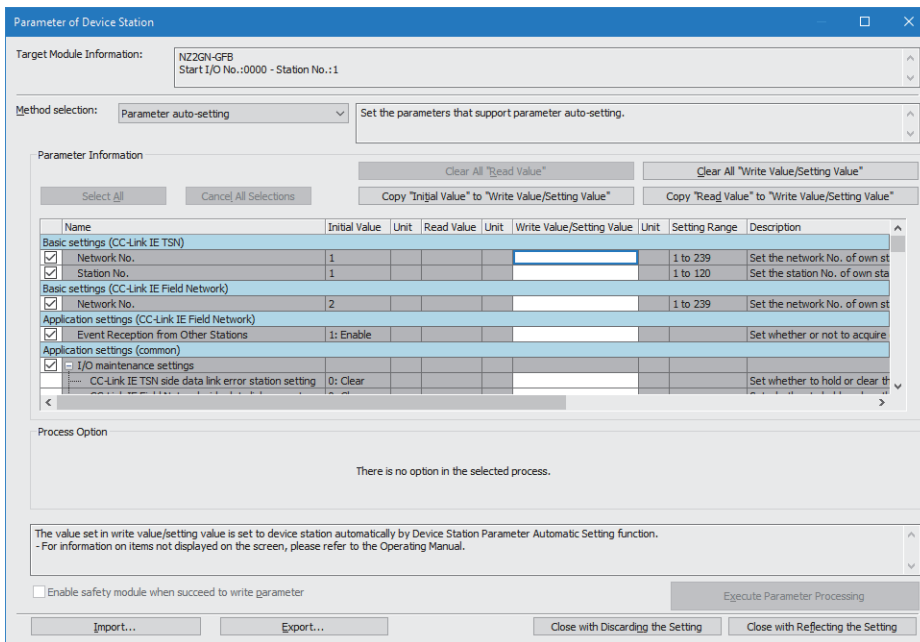 Parameter of Device Station
Target Module Information:
NZ2GN-GFB
Start I/O No.:0000 - Station No.:1
Method selection:
Parameter auto-setting
Set the parameters that support parameter auto-setting.
Parameter Information
Clear All "Read Value"
Clear All "Write Value/Setting Value"
Select All
Cancel All Selections
Copy "Initial Value" to "Write Value/Setting Value"
Copy "Read Value" to "Write Value/Setting Value"
Name Initial Value Unit Read Value Unit Write Value/Setting Value Unit Setting Range Description
Basic settings (CC-Link IE TSN)
Network No. 1 1 to 239 Set the network No. of own st
Station No. 1 1 to 120 Set the station No. of own sta
Basic settings (CC-Link IE Field Network)
Network No. 2 1 to 239 Set the network No. of own st
Application settings (CC-Link IE Field Network)
Event Reception from Other Stations 1: Enable Set whether or not to acquire
Application settings (common)
I/O maintenance settings
CC-Link IE TSN side data link error station setting 0: Clear Set whether to hold or clear th
Process Option
There is no option in the selected process.
The value set in write value/setting value is set to device station automatically by Device Station Parameter Automatic Setting function.
- For information on items not displayed on the screen, please refer to the Operating Manual.
Enable safety module when succeed to write parameter
Execute Parameter Processing
Import...
Export...
Close with Discarding the Setting
Close with Reflecting the Setting